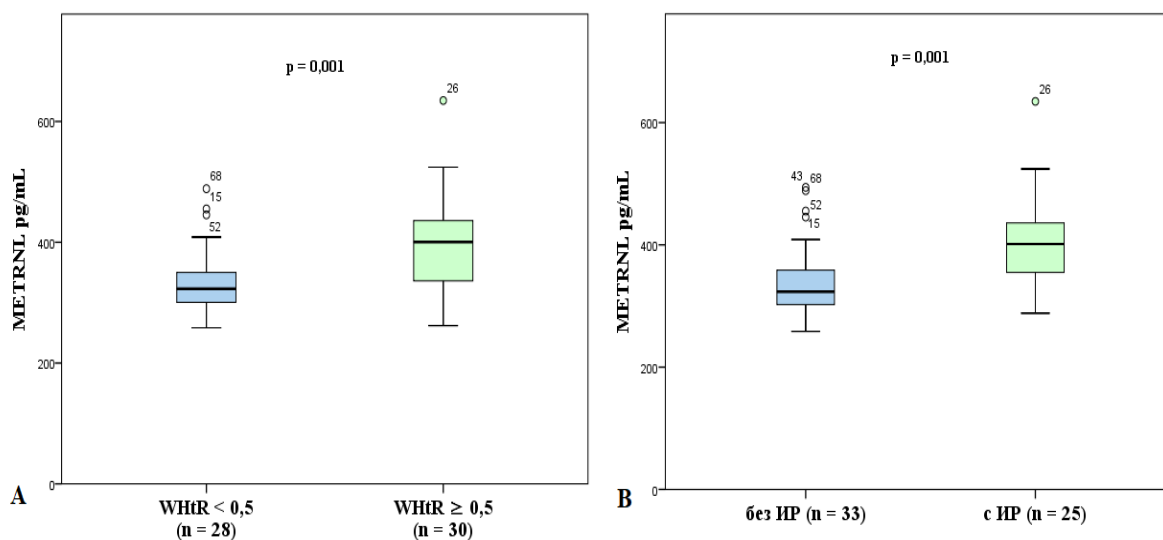 p = 0,001
26
600
68
15
52
400
METRNL pg/mL
200
0
A
WHtR < 0,5
(n = 28)
WHtR ≥ 0,5
(n = 30)
p = 0,001
26
600
43 68
52
15
400
METRNL pg/mL
200
0
B
без ИР (n = 33)
с ИР (n = 25)